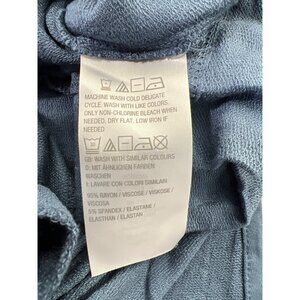 MACHINE WASH COLD DELICATE
CYCLE. WASH WITH LIKE COLORS,
ONLY NON-CHLORINE BLEACH WHEN
NEEDED, DRY FLAT, LOW IRON IF
NEEDED.
GB: WASH WITH SIMILAR COLOURS
D: MIT ÄHNLICHEN FARBEN
WASCHEN
I: LAVARE CON COLORI SIMILARI
95% RAYON / VISCOSE / VISKOSE /
VISCOSA
5% SPANDEX / ELASTANE /
ELASTHAN / ELASTAN